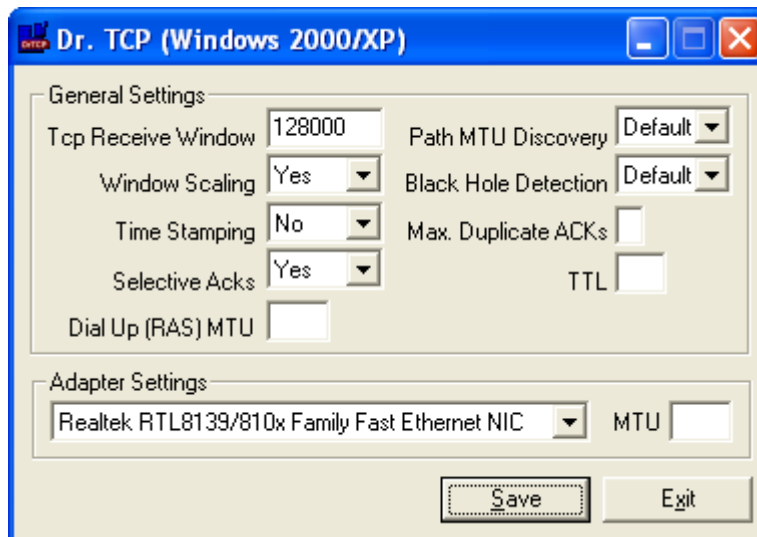 Dr. TCP (Windows 2000/XP)
General Settings
Tcp Receive Window 128000 Path MTU Discovery Default
Window Scaling Yes Black Hole Detection Default
Time Stamping No Max. Duplicate ACKs
Selective Acks Yes TTL
Dial Up (RAS) MTU
Adapter Settings
Realtek RTL8139/810x Family Fast Ethernet NIC MTU
Save Exit